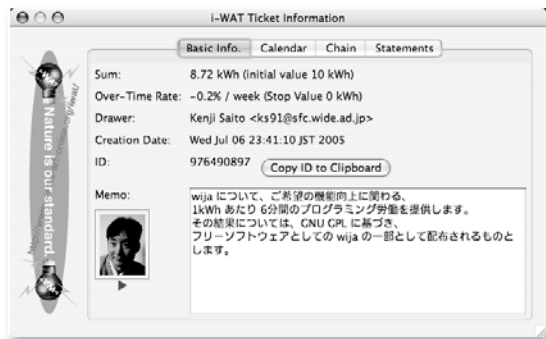 i-WAT Ticket Information
Basic Info. Calendar Chain Statements
Sum: 8.72 kWh (initial value 10 kWh)
Over-Time Rate: -0.2% / week (Stop Value 0 kWh)
Drawer: Kenji Saito <ks91@sfc.wide.ad.jp>
Creation Date: Wed Jul 06 23:41:10 JST 2005
ID: 976490897 Copy ID to Clipboard
Memo:
wija について、ご希望の機能向上に関わる、
1kWh あたり 6分間のプログラミング労働を提供します。
その結果については、GNU GPL に基づき、
フリーソフトウェアとしての wija の一部として配布されるものと
します。
Nature is our standard.